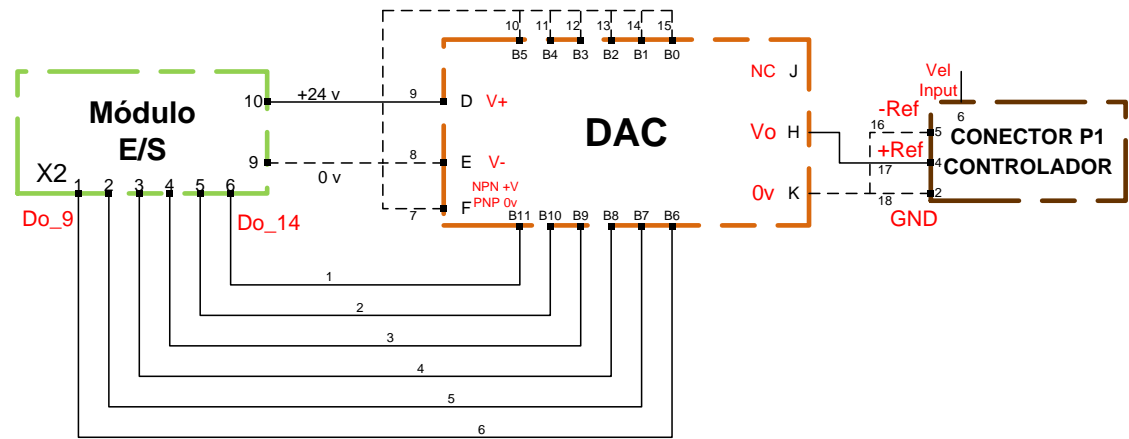 10 11 12 13 14 15
B5 B4 B3 B2 B1 B0
Módulo
E/S
10 +24 v 9 D V+
9 0 v 8 E V-
NPN +V
PNP 0v
7 F
DAC
NC J
Vo H
0v K
Vel
Input
6
-Ref
16 5
+Ref
17 4
18 2
GND
CONECTOR P1
CONTROLADOR
X2 1 2 3 4 5 6
Do_9 Do_14
B11 B10 B9 B8 B7 B6
1
2
3
4
5
6